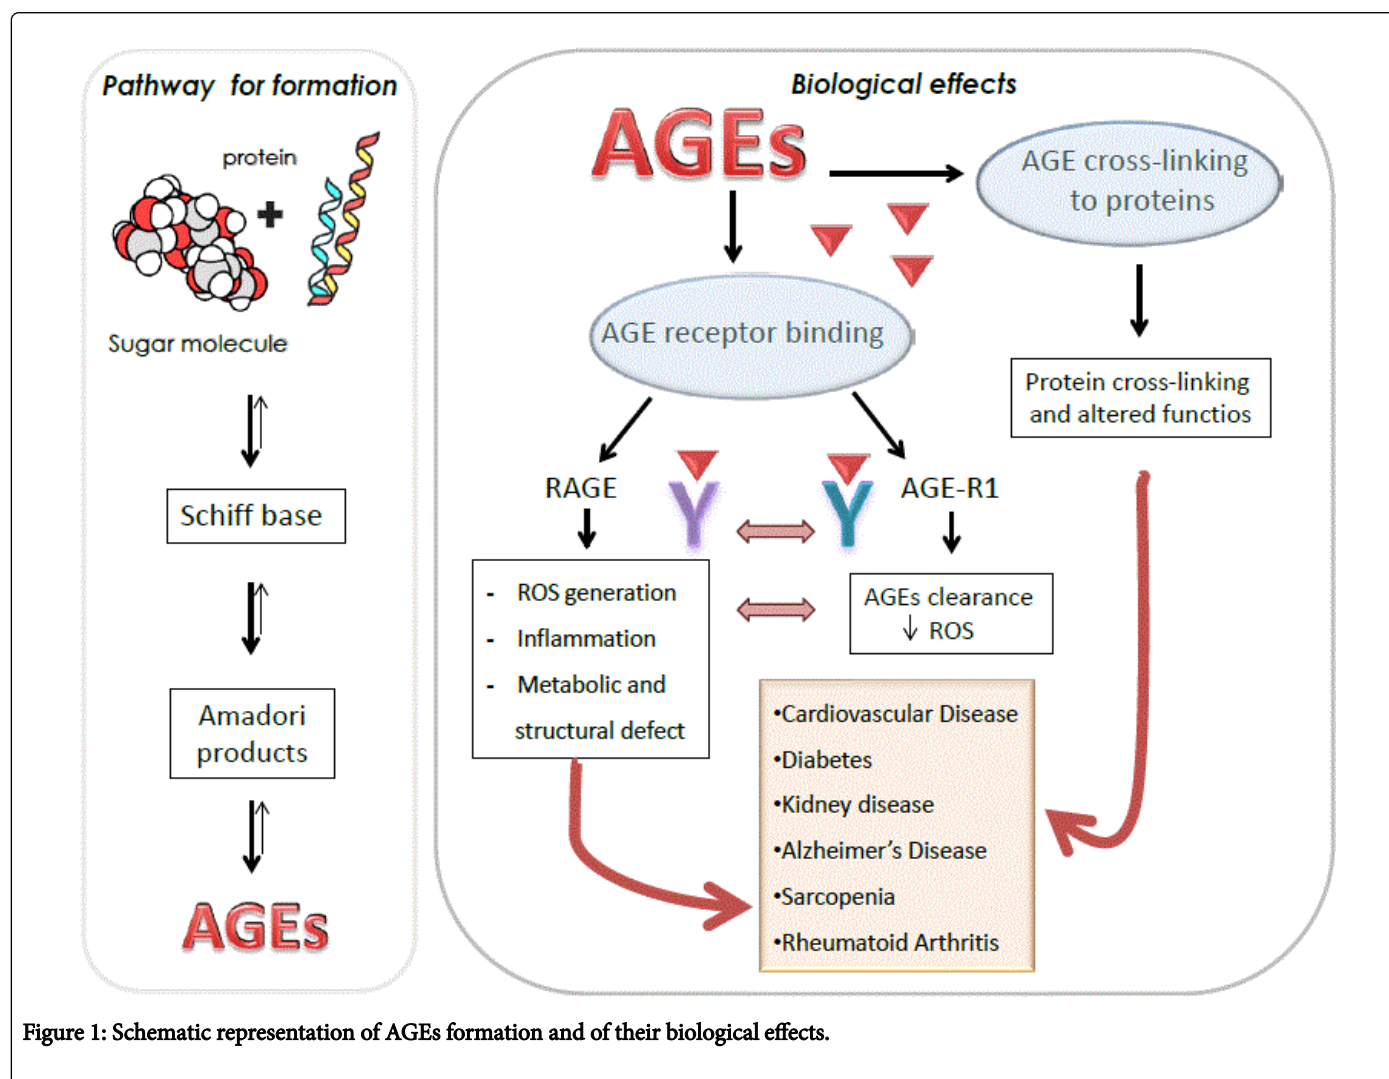 Pathway for formation
protein
Sugar molecule
Schiff base
Amadori
products
AGEs
Biological effects
AGEs
AGE cross-linking
to proteins
AGE receptor binding
Protein cross-linking
and altered functios
RAGE
Y
Y
AGE-R1
- ROS generation
- Inflammation
- Metabolic and
structural defect
AGEs clearance
↓ ROS
•Cardiovascular Disease
•Diabetes
•Kidney disease
•Alzheimer’s Disease
•Sarcopenia
•Rheumatoid Arthritis
Figure 1: Schematic representation of AGEs formation and of their biological effects.